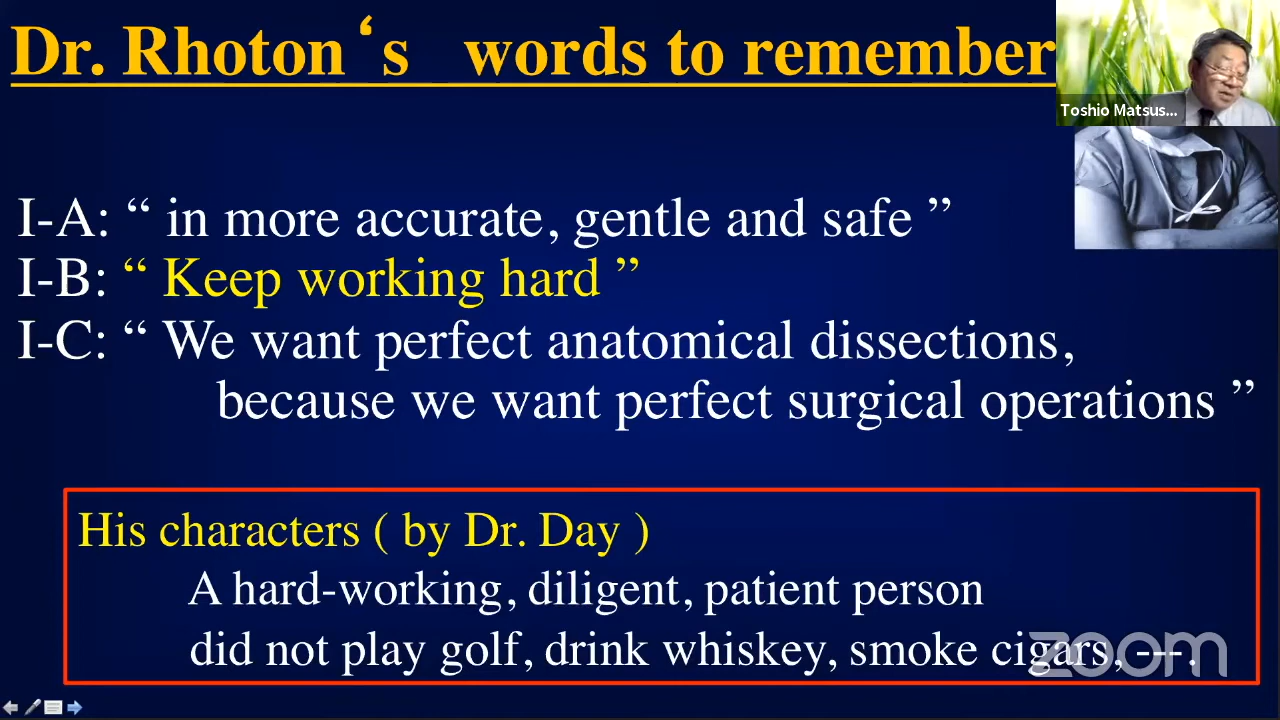 Dr. Rhoton‘s words to remember
Toshio Matsus...
I-A: “ in more accurate, gentle and safe ”
I-B: “ Keep working hard ”
I-C: “ We want perfect anatomical dissections,
because we want perfect surgical operations ”
His characters ( by Dr. Day )
A hard-working, diligent, patient person
did not play golf, drink whiskey, smoke cigars, ---.
zoom